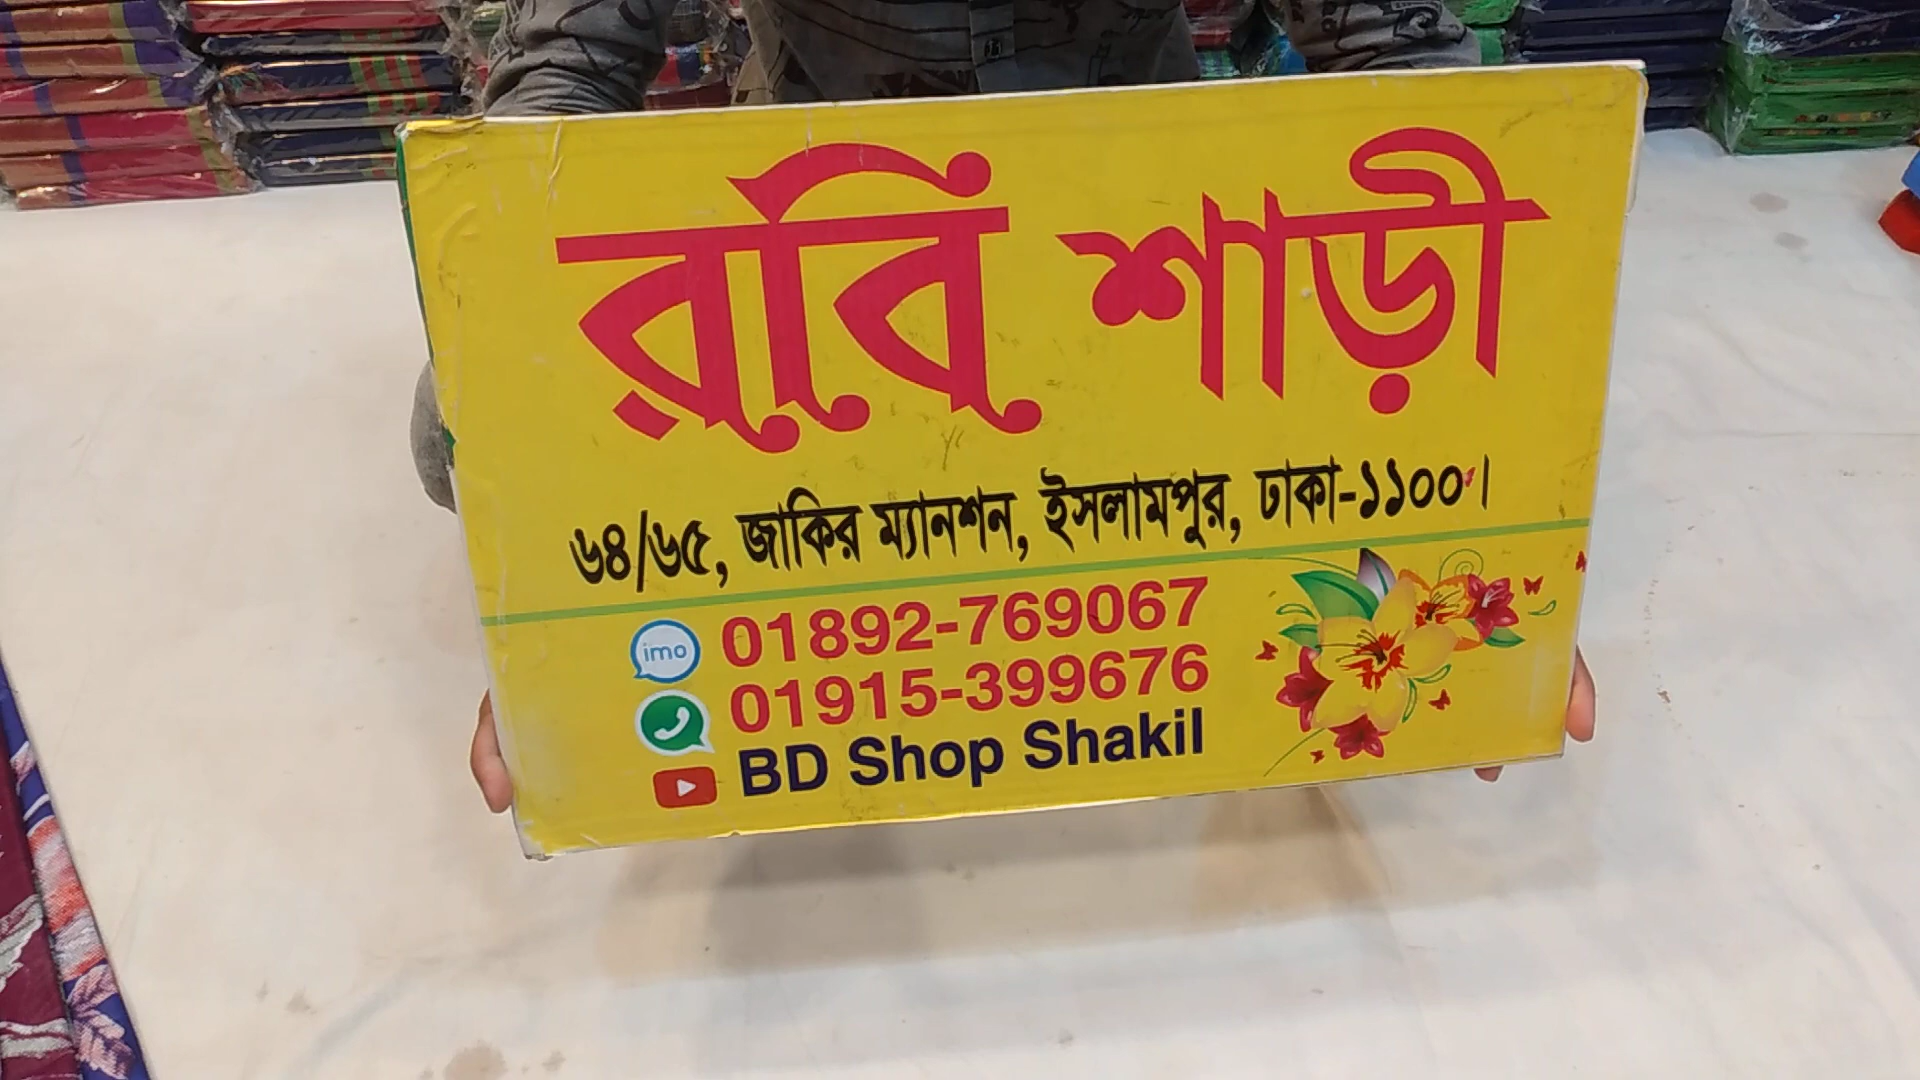 রবি শাড়ী
৬৪/৬৫, জাকির ম্যানশন, ইসলামপুর, ঢাকা-১১০০।
imo 01892-769067
01915-399676
BD Shop Shakil